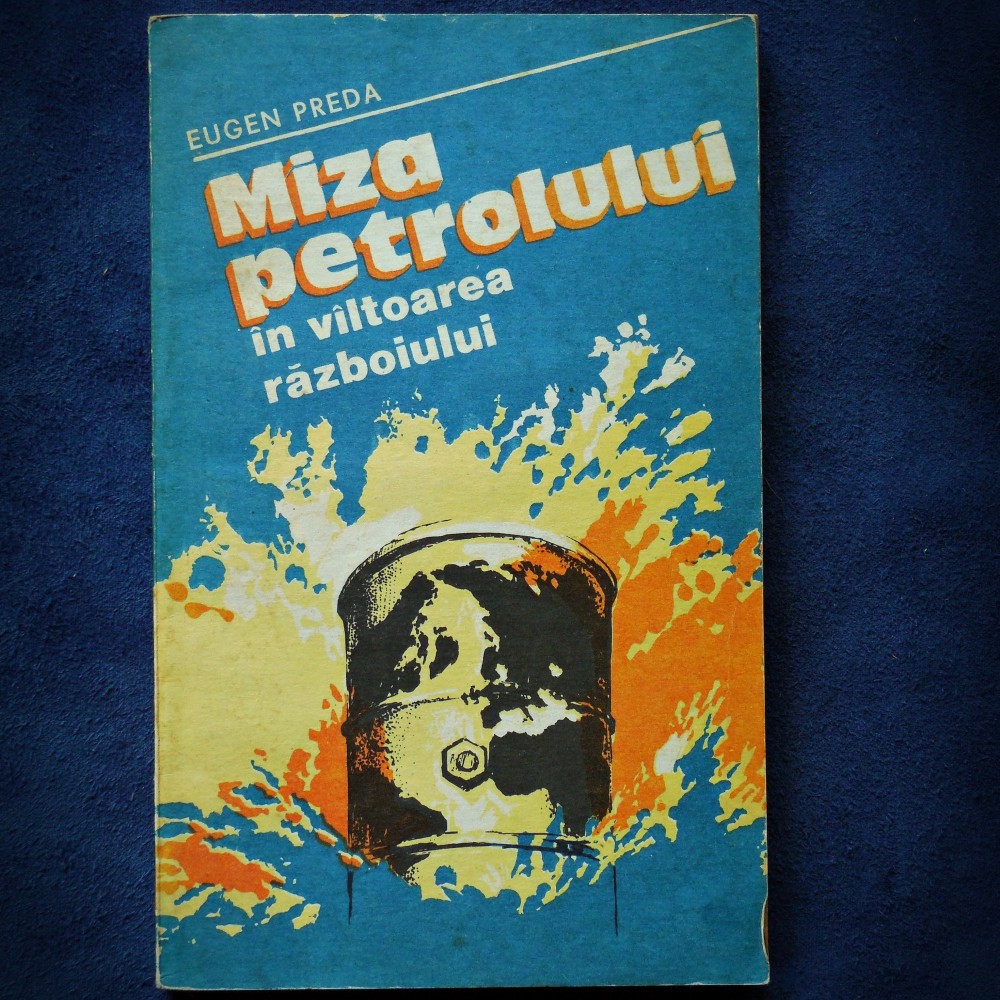 EUGEN PREDA
Miza
petrolului
în vîltoarea
războiului